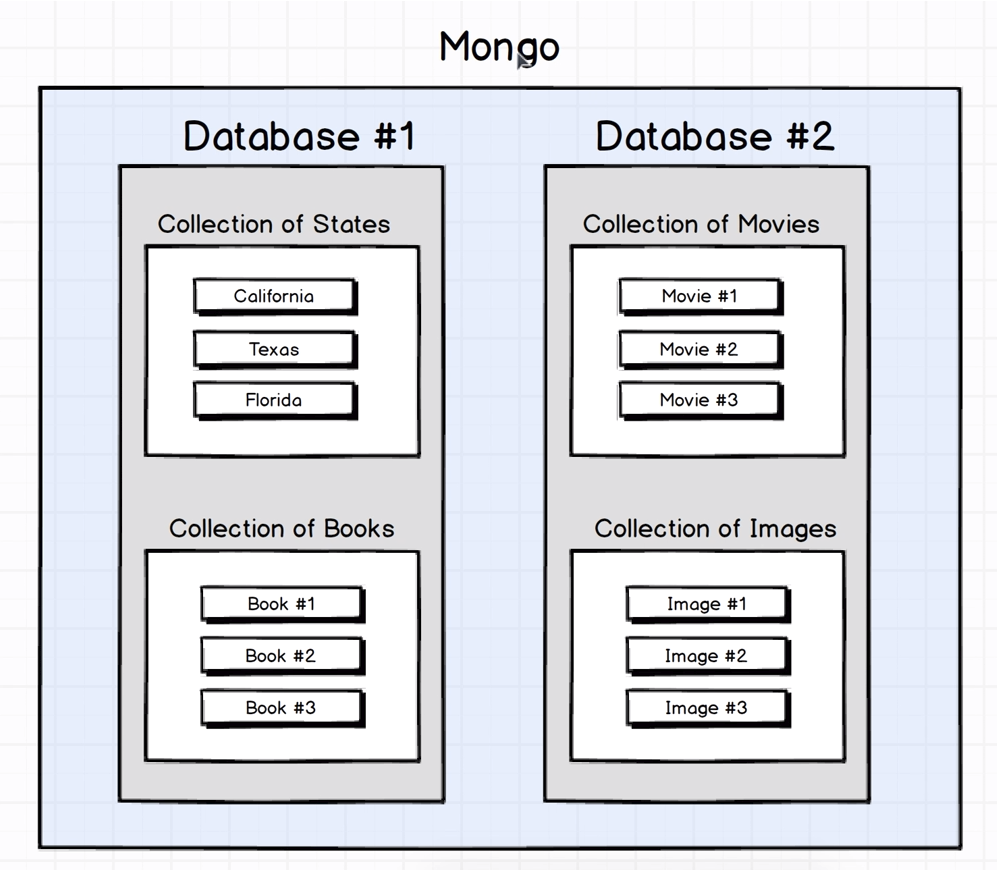 Mongo
Database #1
Collection of States
California
Texas
Florida
Collection of Books
Book #1
Book #2
Book #3
Database #2
Collection of Movies
Movie #1
Movie #2
Movie #3
Collection of Images
Image #1
Image #2
Image #3